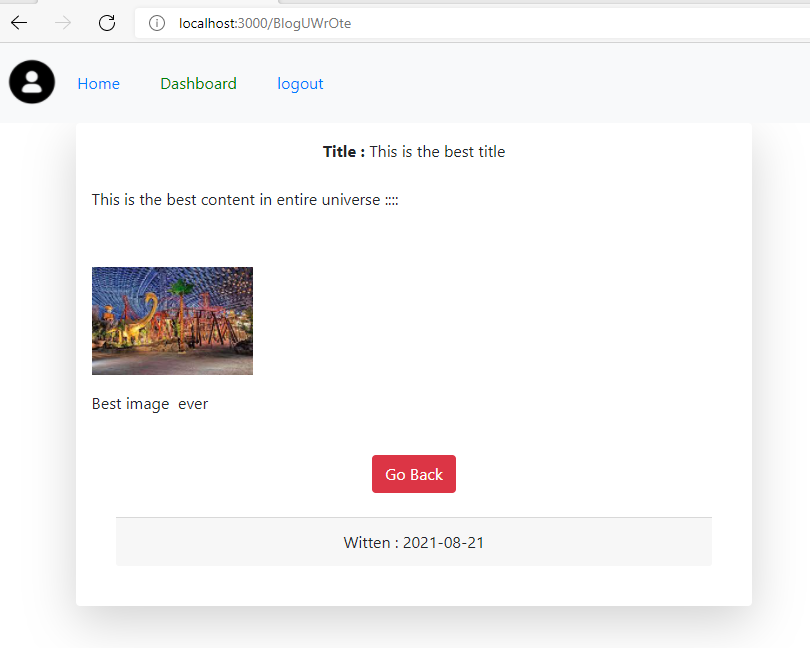 localhost:3000/BlogUWrOte
Home Dashboard logout
Title : This is the best title
This is the best content in entire universe ::::
Best image  ever
Go Back
Witten : 2021-08-21